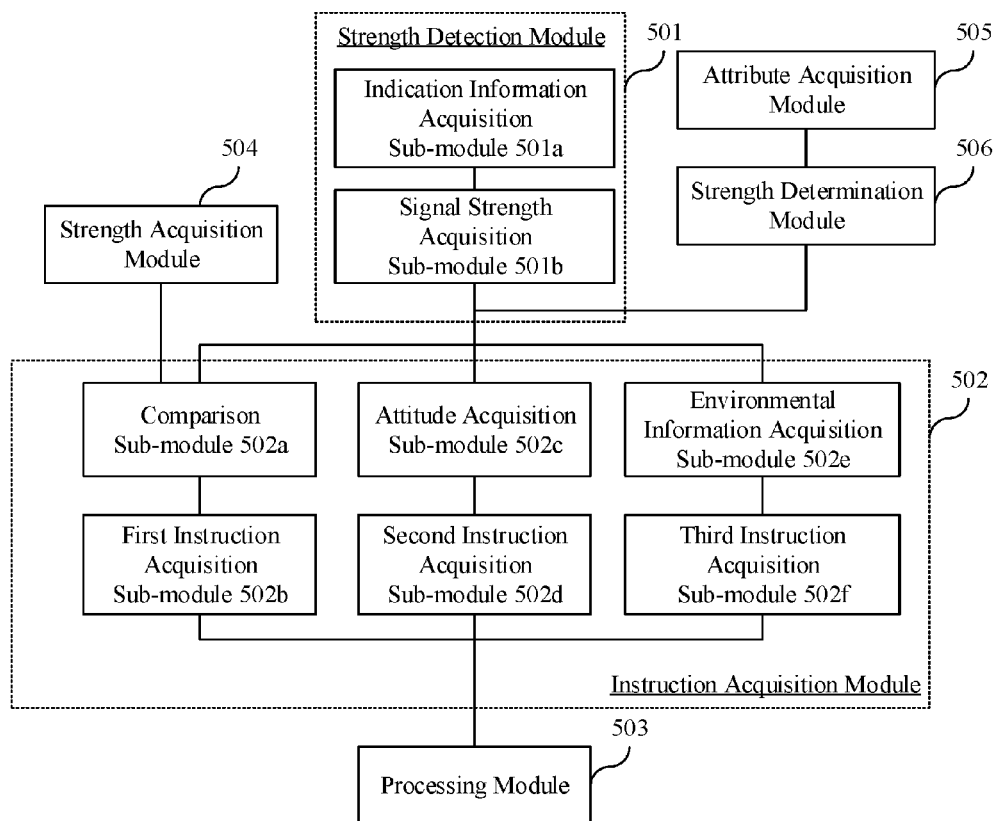 Strength Detection Module
501
Indication Information
Acquisition
Sub-module 501a
Signal Strength
Acquisition
Sub-module 501b
505
Attribute Acquisition
Module
506
Strength Determination
Module
504
Strength Acquisition
Module
502
Comparison
Sub-module 502a
Attitude Acquisition
Sub-module 502c
Environmental
Information Acquisition
Sub-module 502e
First Instruction
Acquisition
Sub-module 502b
Second Instruction
Acquisition
Sub-module 502d
Third Instruction
Acquisition
Sub-module 502f
Instruction Acquisition Module
503
Processing Module